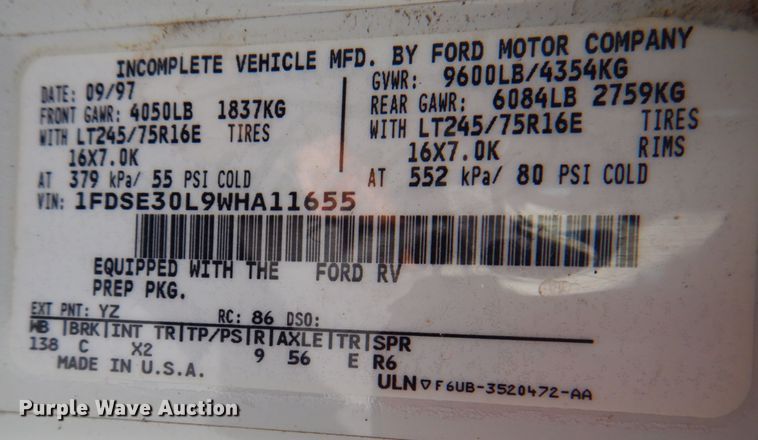 INCOMPLETE VEHICLE MFD. BY FORD MOTOR COMPANY
DATE: 09/97
GVWR: 9600LB/4354KG
FRONT GAWR: 4050LB 1837KG
REAR GAWR: 6084LB 2759KG
WITH LT245/75R16E TIRES
WITH LT245/75R16E TIRES
16X7.0K
16X7.0K RIMS
AT 379 kPa/ 55 PSI COLD
AT 552 kPa/ 80 PSI COLD
VIN: 1FDSE30L9WHA11655
EQUIPPED WITH THE FORD RV
PREP PKG.
EXT PNT: YZ RC: 86 DSO:
WB |BRK|INT TR|TP/PS|R|AXLE|TR|SPR
138 C X2 9 56 E R6
MADE IN U.S.A.
ULN ▽ F6UB-3520472-AA
Purple Wave Auction